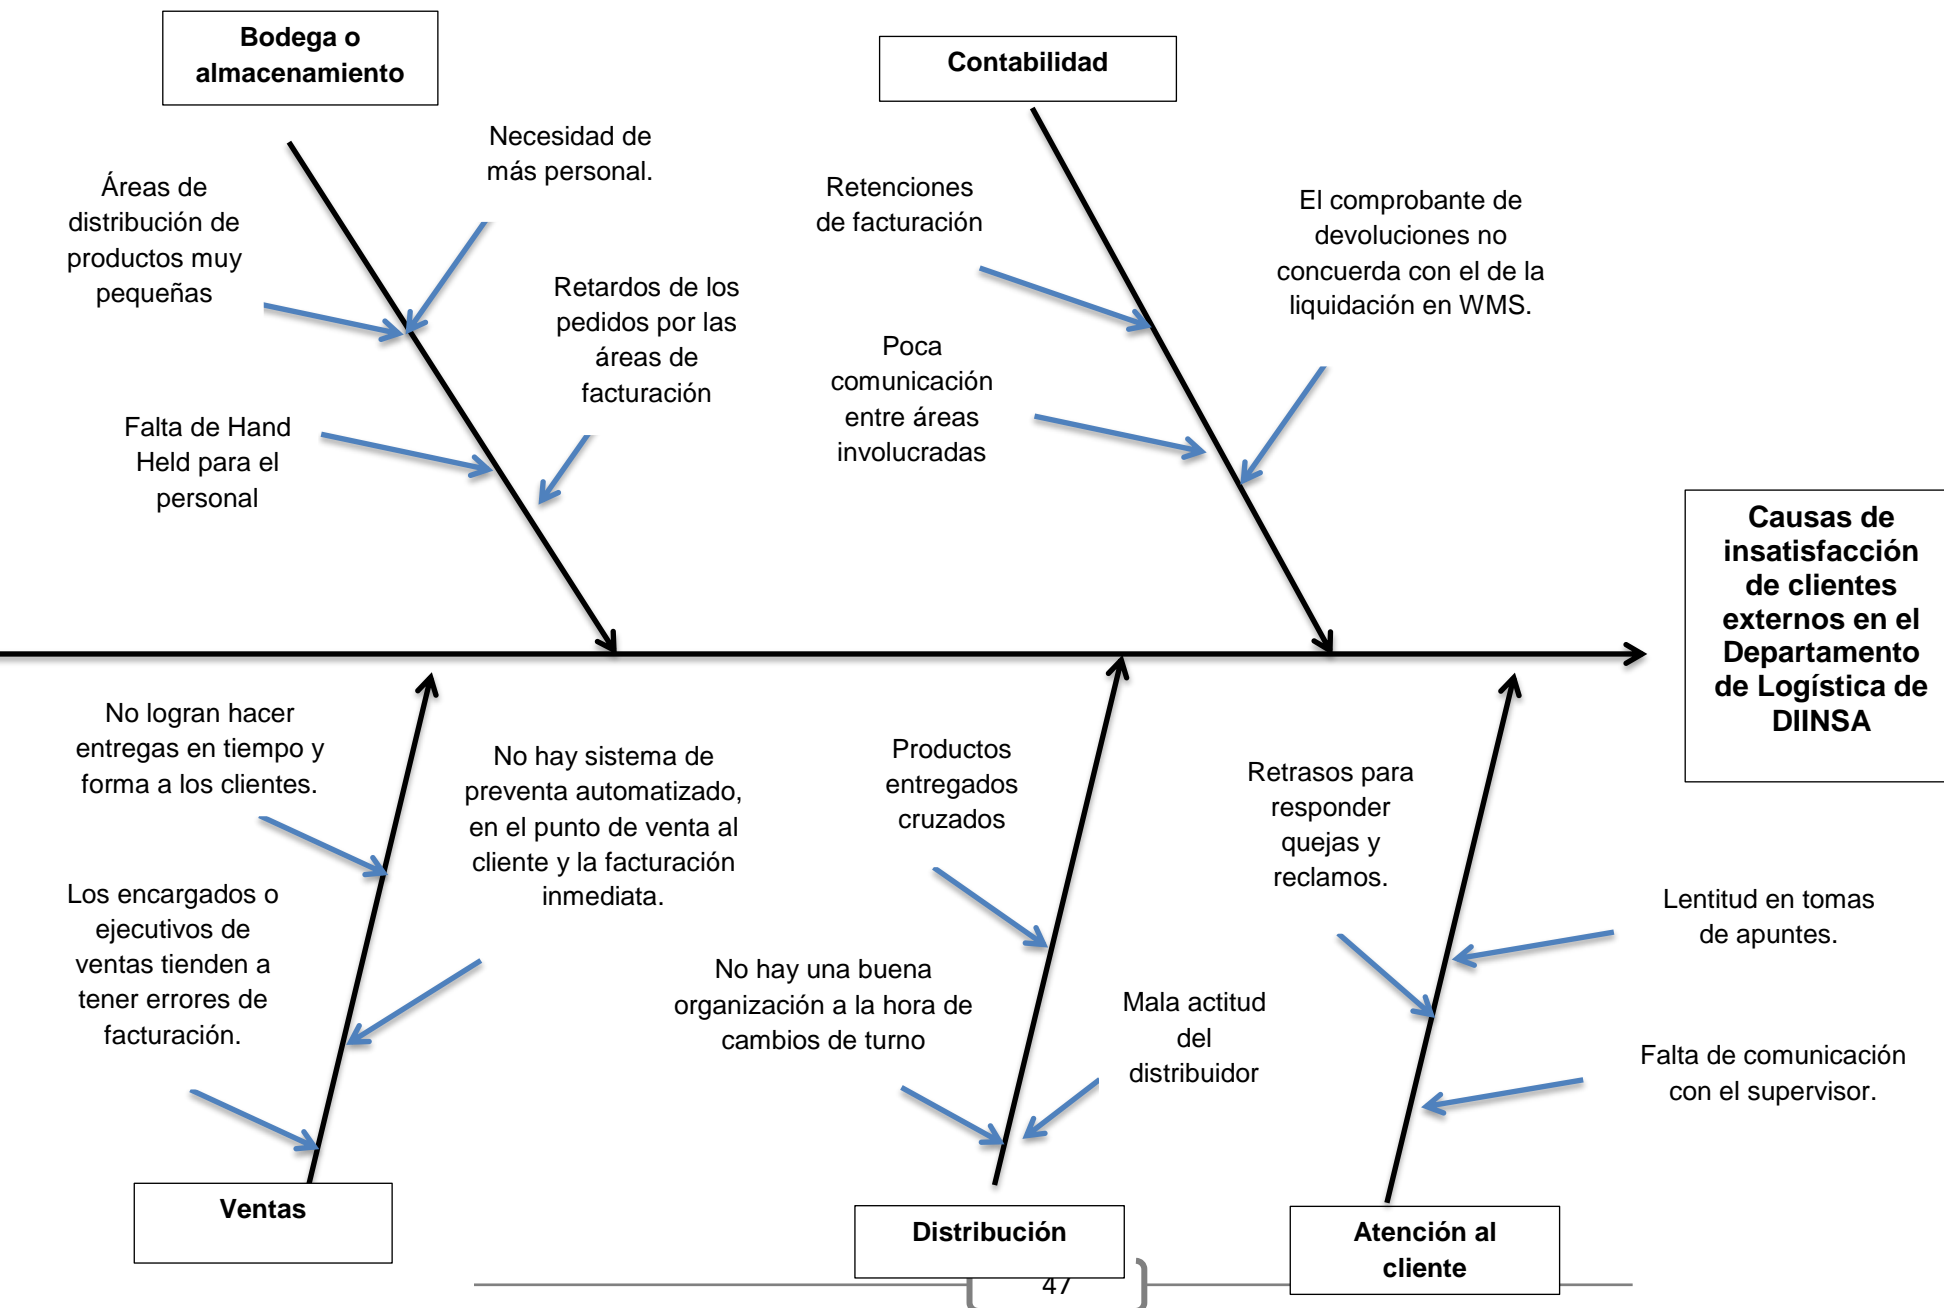 Bodega o
almacenamiento
Contabilidad
Necesidad de
más personal.
Áreas de
distribución de
productos muy
pequeñas
Retardos de los
pedidos por las
áreas de
facturación
Falta de Hand
Held para el
personal
Retenciones
de facturación
El comprobante de
devoluciones no
concuerda con el de la
liquidación en WMS.
Poca
comunicación
entre áreas
involucradas
Causas de
insatisfacción
de clientes
externos en el
Departamento
de Logística de
DIINSA
No logran hacer
entregas en tiempo y
forma a los clientes.
No hay sistema de
preventa automatizado,
en el punto de venta al
cliente y la facturación
inmediata.
Los encargados o
ejecutivos de
ventas tienden a
tener errores de
facturación.
Productos
entregados
cruzados
No hay una buena
organización a la hora de
cambios de turno
Mala actitud
del
distribuidor
Retrasos para
responder
quejas y
reclamos.
Lentitud en tomas
de apuntes.
Falta de comunicación
con el supervisor.
Ventas
Distribución
Atención al
cliente
47